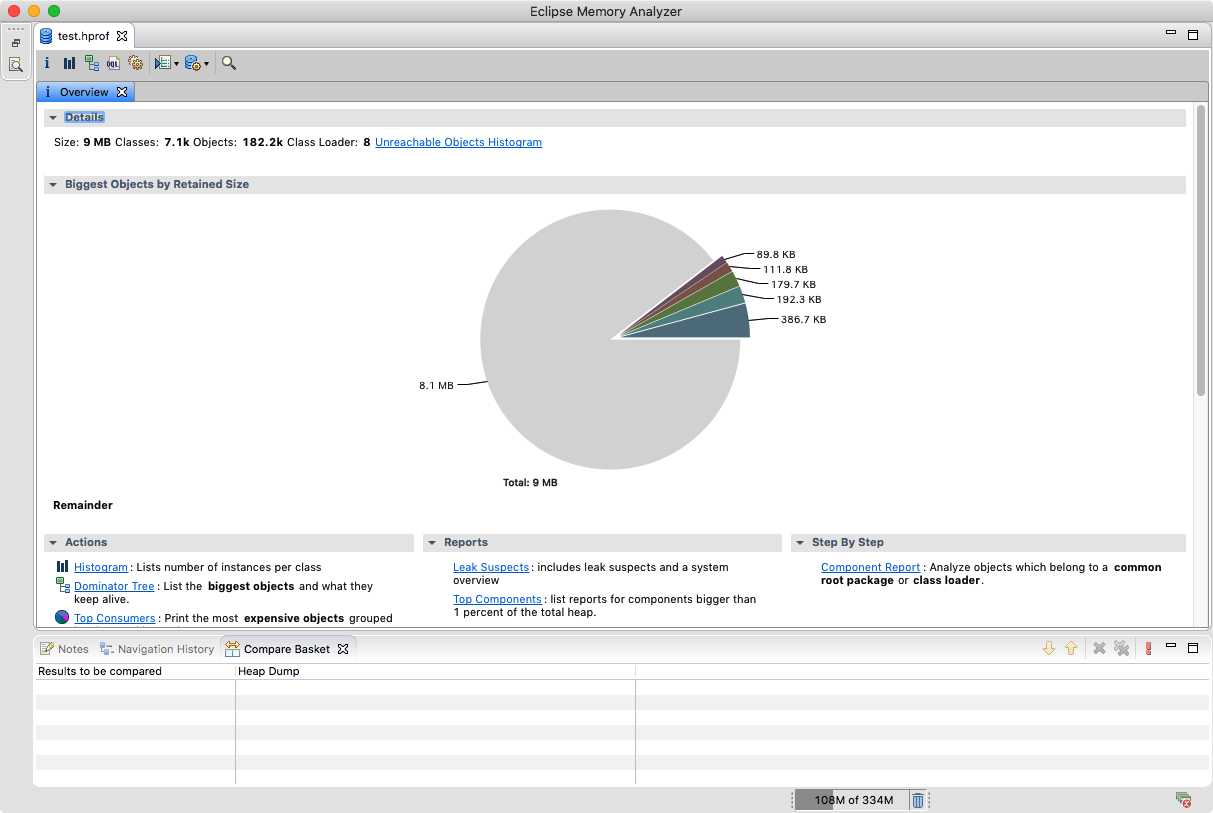 Eclipse Memory Analyzer
test.hprof
i OQL
i Overview
Details
Size: 9 MB Classes: 7.1k Objects: 182.2k Class Loader: 8 Unreachable Objects Histogram
Biggest Objects by Retained Size
89.8 KB
111.8 KB
179.7 KB
192.3 KB
386.7 KB
8.1 MB
Total: 9 MB
Remainder
Actions
Histogram: Lists number of instances per class
Dominator Tree: List the biggest objects and what they
keep alive.
Top Consumers: Print the most expensive objects grouped
Reports
Leak Suspects: includes leak suspects and a system
overview
Top Components: list reports for components bigger than
1 percent of the total heap.
Step By Step
Component Report: Analyze objects which belong to a common
root package or class loader.
Notes Navigation History Compare Basket
Results to be compared Heap Dump
108M of 334M